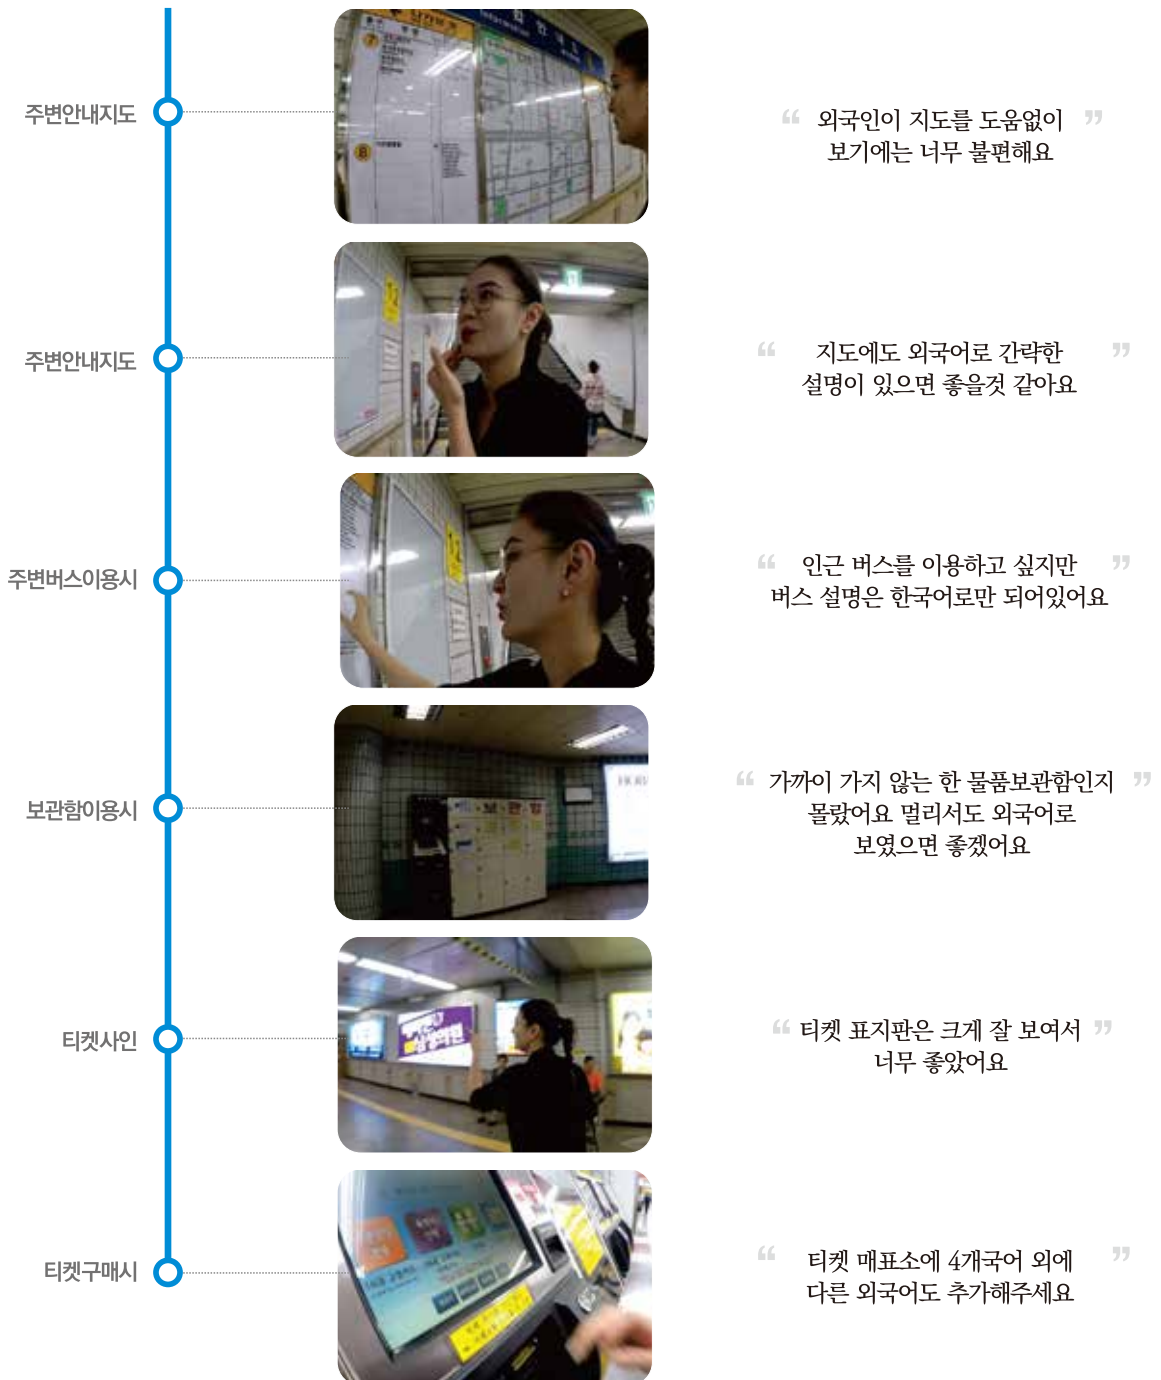 주변안내지도
“ 외국인이 지도를 도움없이 ”
보기에는 너무 불편해요
주변안내지도
“ 지도에도 외국어로 간략한 ”
설명이 있으면 좋을것 같아요
주변버스이용시
“ 인근 버스를 이용하고 싶지만 ”
버스 설명은 한국어로만 되어있어요
보관함이용시
보관함
“ 가까이 가지 않는 한 물품보관함인지 ”
몰랐어요 멀리서도 외국어로
보였으면 좋겠어요
티켓사인
“ 티켓 표지판은 크게 잘 보여서 ”
너무 좋았어요
티켓구매시
“ 티켓 매표소에 4개국어 외에 ”
다른 외국어도 추가해주세요